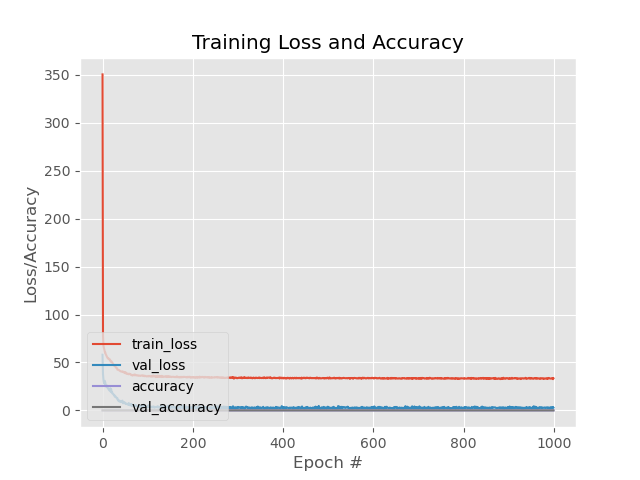 Training Loss and Accuracy
Loss/Accuracy
350
300
250
200
150
100
50
0
train_loss
val_loss
accuracy
val_accuracy
0 200 400 600 800 1000
Epoch #